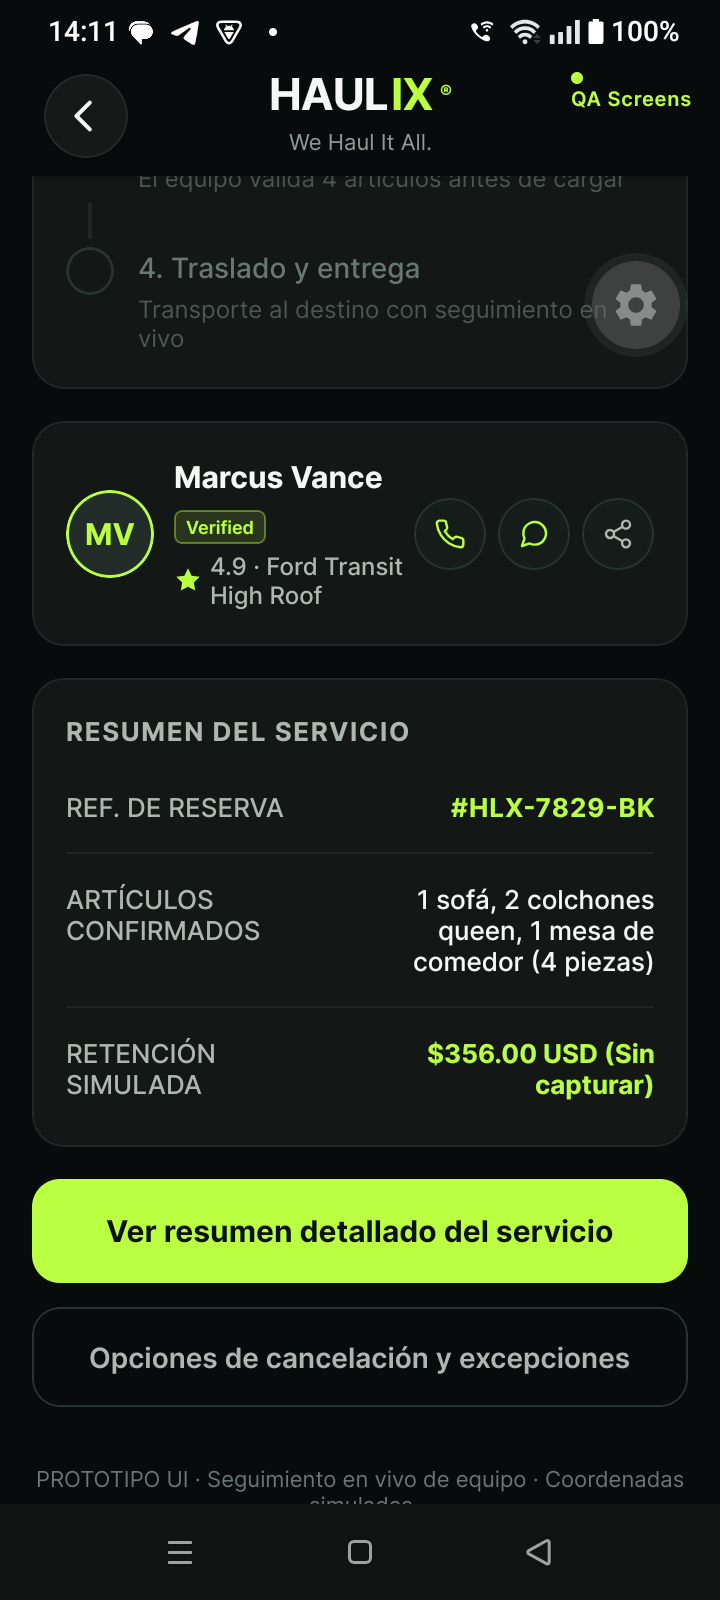 14:11
100%
HAULIX ®
We Haul It All.
QA Screens
El equipo valida 4 artículos antes de cargar
4. Traslado y entrega
Transporte al destino con seguimiento en
vivo
MV
Marcus Vance
Verified
4.9 · Ford Transit
High Roof
RESUMEN DEL SERVICIO
REF. DE RESERVA
#HLX-7829-BK
ARTÍCULOS
CONFIRMADOS
1 sofá, 2 colchones
queen, 1 mesa de
comedor (4 piezas)
RETENCIÓN
SIMULADA
$356.00 USD (Sin
capturar)
Ver resumen detallado del servicio
Opciones de cancelación y excepciones
PROTOTIPO UI · Seguimiento en vivo de equipo · Coordenadas
simuladas